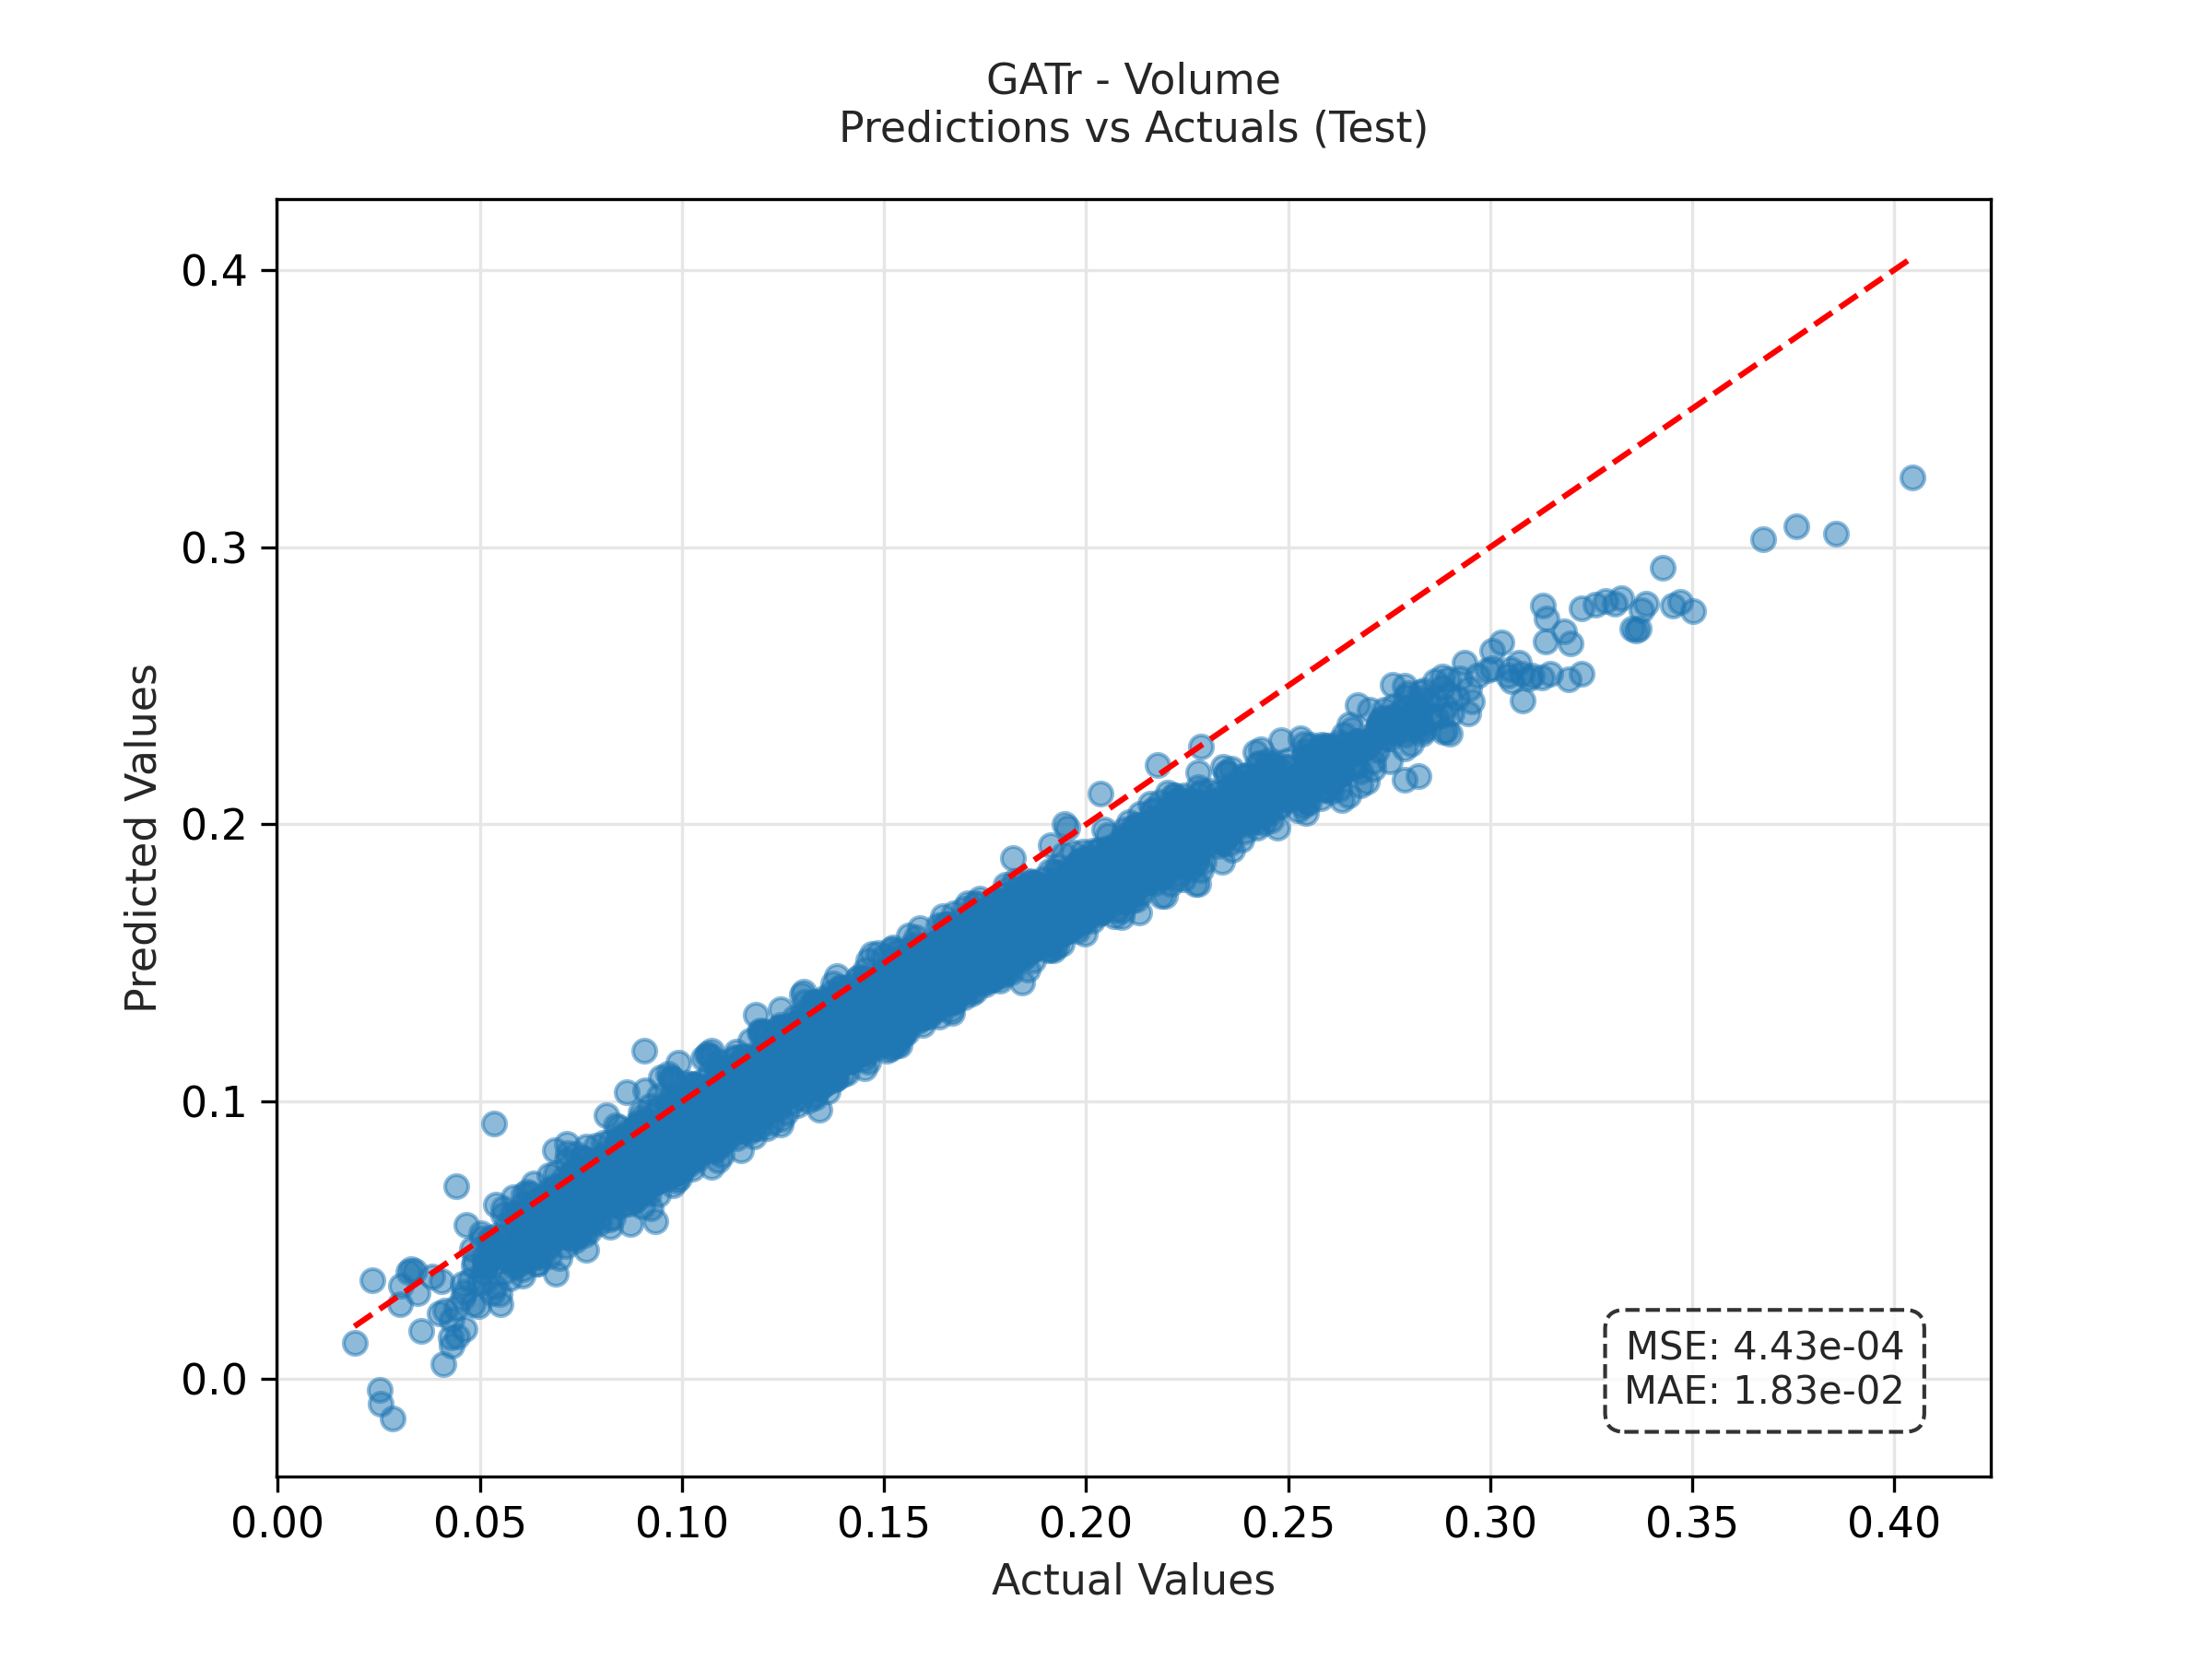 GATr - Volume
Predictions vs Actuals (Test)
Predicted Values
0.4
0.3
0.2
0.1
0.0
MSE: 4.43e-04
MAE: 1.83e-02
0.00 0.05 0.10 0.15 0.20 0.25 0.30 0.35 0.40
Actual Values